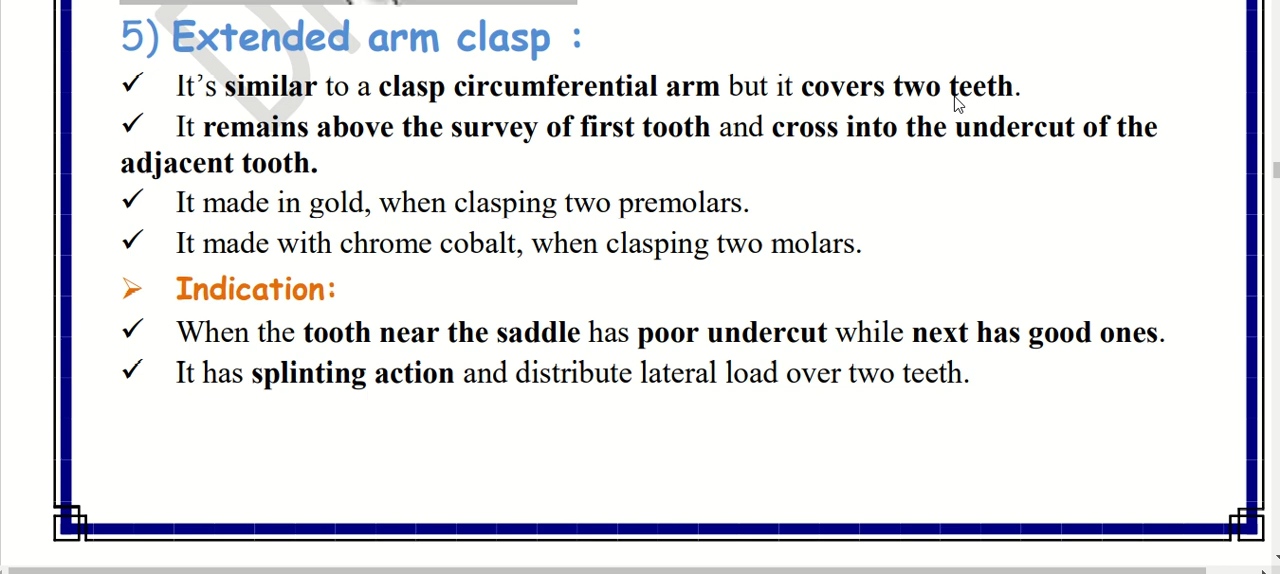 5) Extended arm clasp :
✓ It's similar to a clasp circumferential arm but it covers two teeth.
✓ It remains above the survey of first tooth and cross into the undercut of the
adjacent tooth.
✓ It made in gold, when clasping two premolars.
✓ It made with chrome cobalt, when clasping two molars.
➢ Indication:
✓ When the tooth near the saddle has poor undercut while next has good ones.
✓ It has splinting action and distribute lateral load over two teeth.